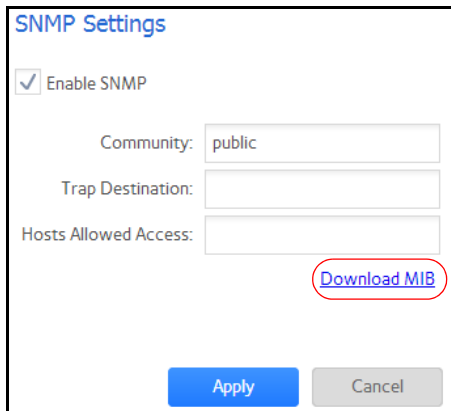 SNMP Settings
Enable SNMP
Community: public
Trap Destination:
Hosts Allowed Access:
Download MIB
Apply Cancel